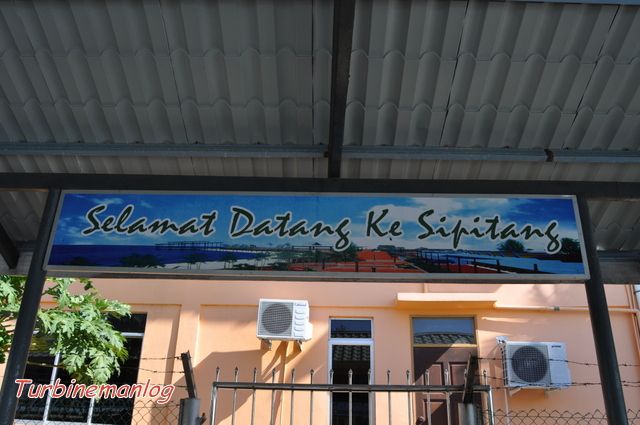 Selamat Datang Ke Sipitang
Turbinemanlog